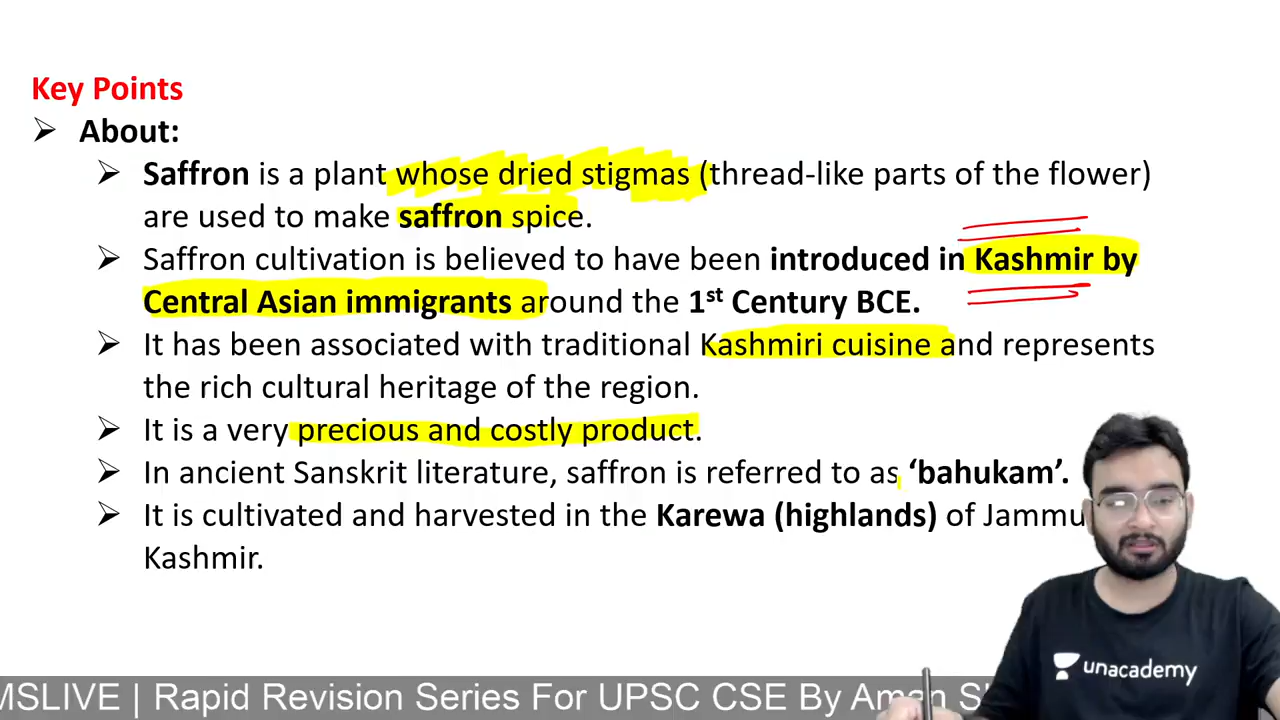 Key Points
➢ About:
➢ Saffron is a plant whose dried stigmas (thread-like parts of the flower)
are used to make saffron spice.
➢ Saffron cultivation is believed to have been introduced in Kashmir by
Central Asian immigrants around the 1st Century BCE.
➢ It has been associated with traditional Kashmiri cuisine and represents
the rich cultural heritage of the region.
➢ It is a very precious and costly product.
➢ In ancient Sanskrit literature, saffron is referred to as ‘bahukam’.
➢ It is cultivated and harvested in the Karewa (highlands) of Jammu
Kashmir.
unacademy
MSLIVE | Rapid Revision Series For UPSC CSE By Aman